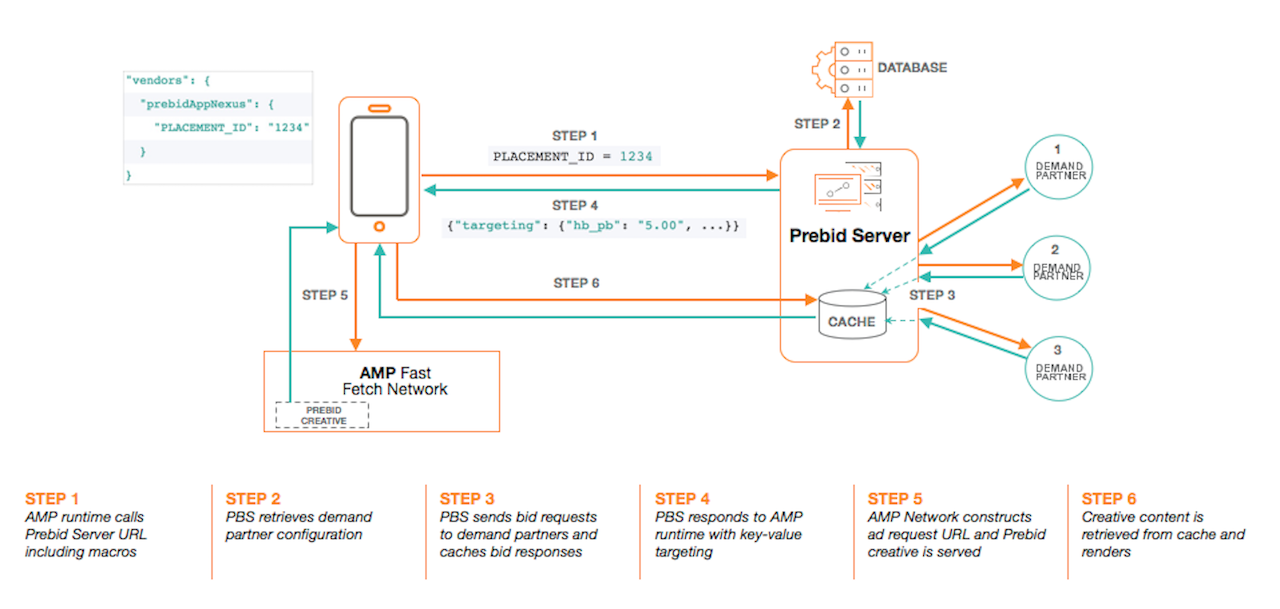 "vendors": {
"prebidAppNexus": {
"PLACEMENT_ID": "1234"
}
}
DATABASE
STEP 2
STEP 1
PLACEMENT_ID = 1234
STEP 4
{"targeting": {"hb_pb": "5.00", ...}}
Prebid Server
1
DEMAND
PARTNER
2
DEMAND
PARTNER
STEP 3
3
DEMAND
PARTNER
STEP 6
CACHE
STEP 5
AMP Fast
Fetch Network
PREBID
CREATIVE
STEP 1
AMP runtime calls
Prebid Server URL
including macros
STEP 2
PBS retrieves demand
partner configuration
STEP 3
PBS sends bid requests
to demand partners and
caches bid responses
STEP 4
PBS responds to AMP
runtime with key-value
targeting
STEP 5
AMP Network constructs
ad request URL and Prebid
creative is served
STEP 6
Creative content is
retrieved from cache and
renders